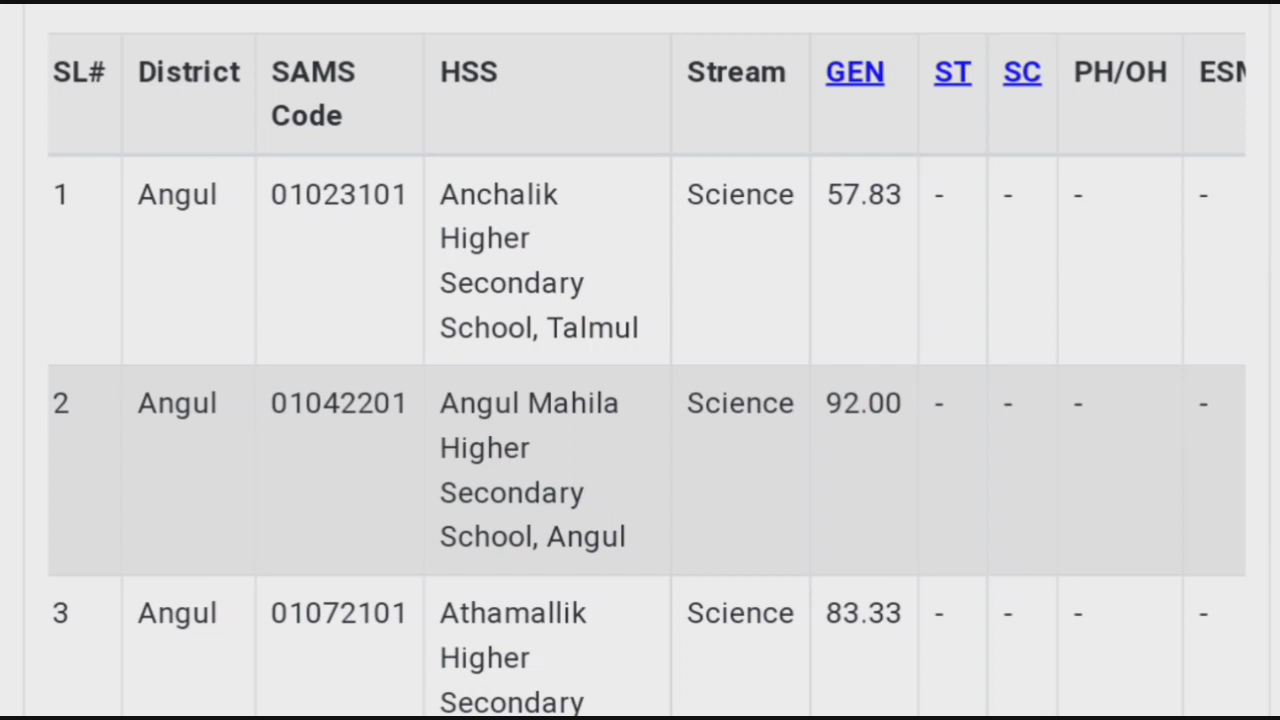 SL# District SAMS Code HSS Stream GEN ST SC PH/OH
1 Angul 01023101 Anchalik Higher Secondary School, Talmul Science 57.83 - - - -
2 Angul 01042201 Angul Mahila Higher Secondary School, Angul Science 92.00 - - - -
3 Angul 01072101 Athamallik Higher Secondary Science 83.33 - - - -